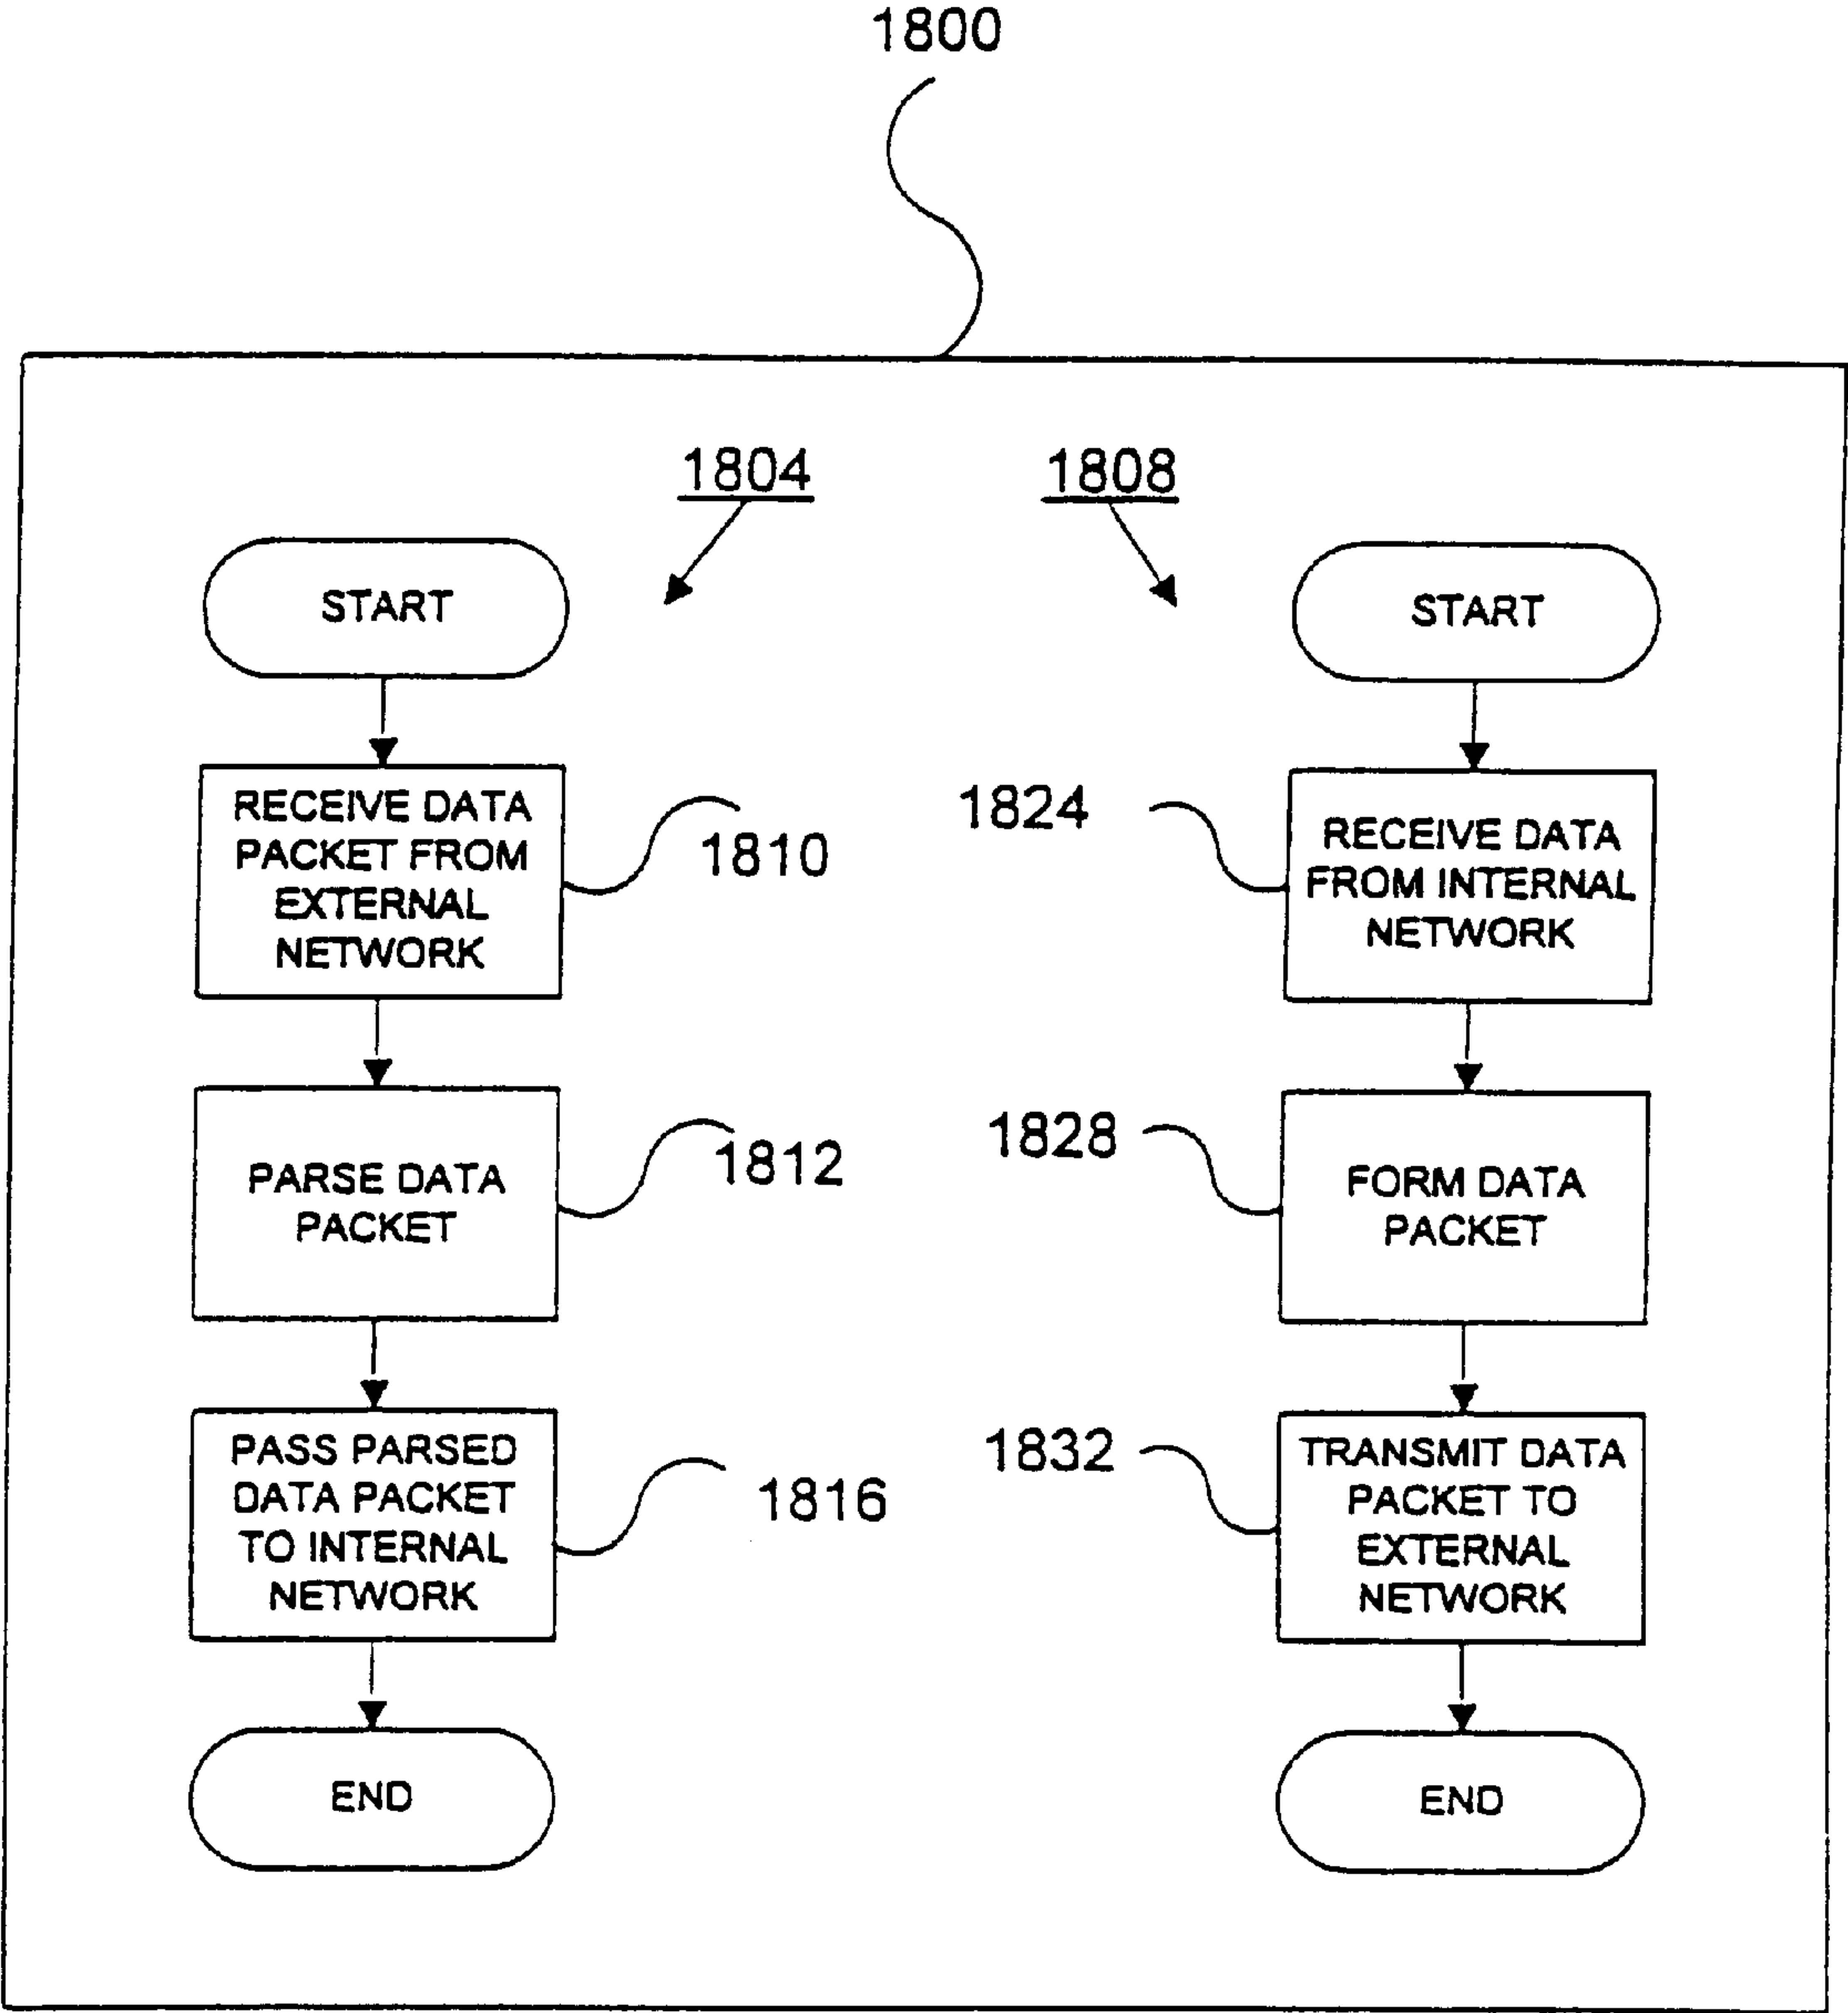 1800
1804
1808
START
RECEIVE DATA
PACKET FROM
EXTERNAL
NETWORK
1810
PARSE DATA
PACKET
1812
PASS PARSED
DATA PACKET
TO INTERNAL
NETWORK
1816
END
START
1824
RECEIVE DATA
FROM INTERNAL
NETWORK
1828
FORM DATA
PACKET
1832
TRANSMIT DATA
PACKET TO
EXTERNAL
NETWORK
END